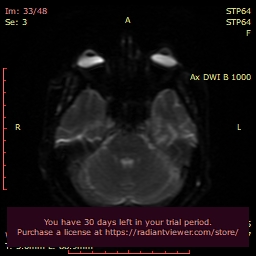 Im: 33/48
Se: 3
A
STP64
STP64
F
Ax DWI B 1000
R
L
You have 30 days left in your trial period.
Purchase a license at https://radiantviewer.com/store/